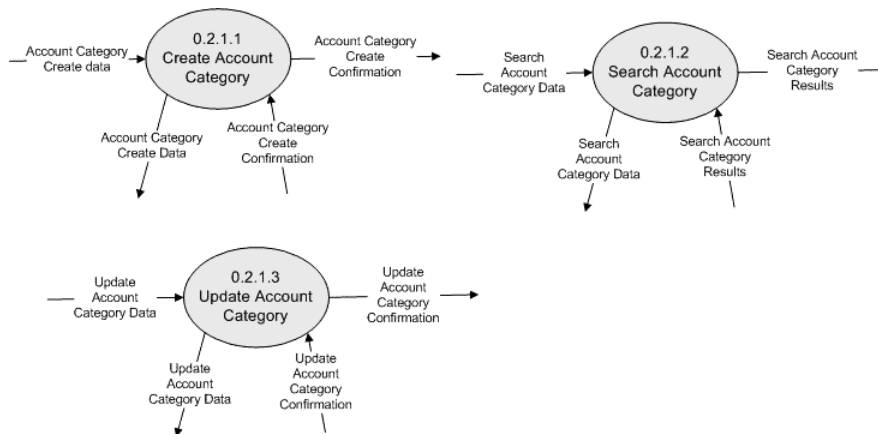 Account Category
Create data
0.2.1.1
Create Account
Category
Account Category
Create
Confirmation
Account Category
Create Data
Account Category
Create
Confirmation
Search
Account
Category Data
0.2.1.2
Search Account
Category
Search Account
Category
Results
Search
Account
Category Data
Search Account
Category
Results
Update
Account
Category Data
0.2.1.3
Update Account
Category
Update
Account
Category
Confirmation
Update
Account
Category Data
Update
Account
Category
Confirmation